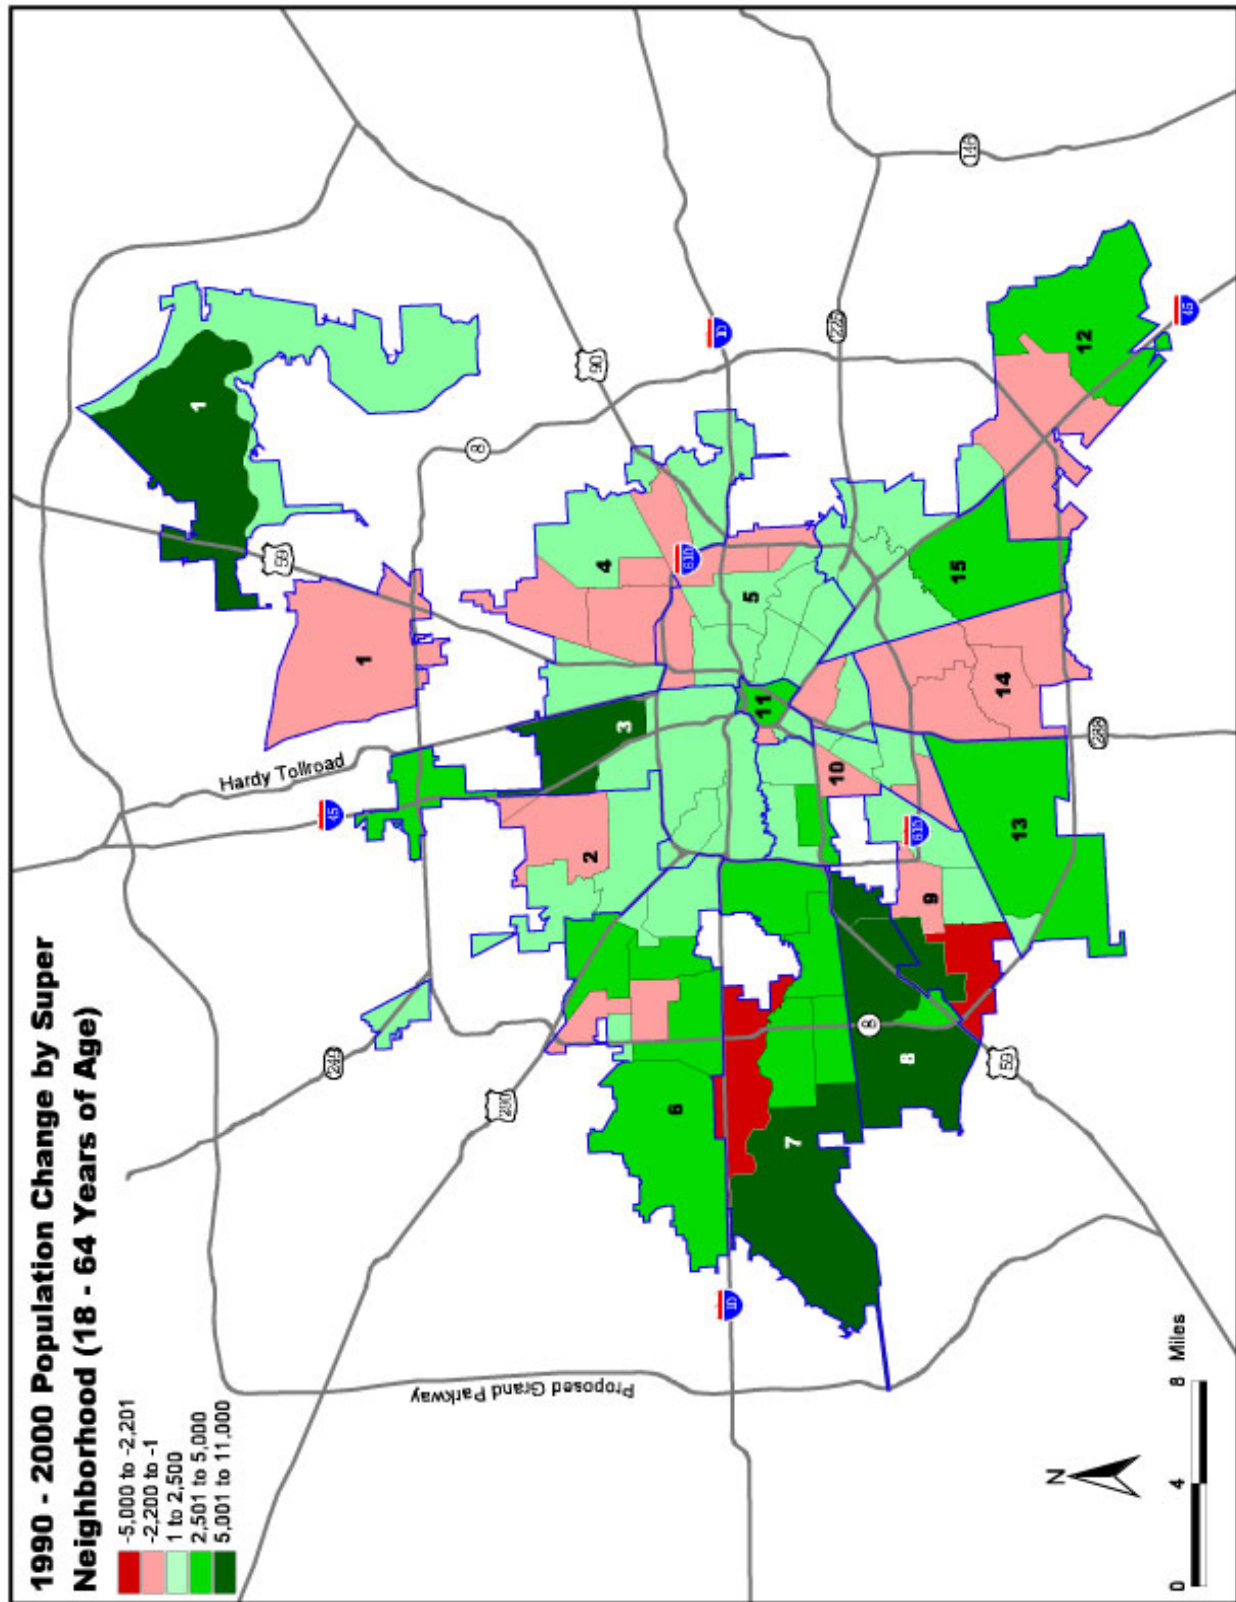 1990 - 2000 Population Change by Super
Neighborhood (18 - 64 Years of Age)
-5,000 to -2,201
-2,200 to -1
1 to 2,500
2,501 to 5,000
5,001 to 11,000
Hardy Tollroad
Proposed Grand Parkway
249
290
45
59
90
10
8
1
1
2
3
4
5
6
7
8
9
10
11
12
13
14
15
610
610
225
146
45
288
59
8
10
N
0 4 8 Miles